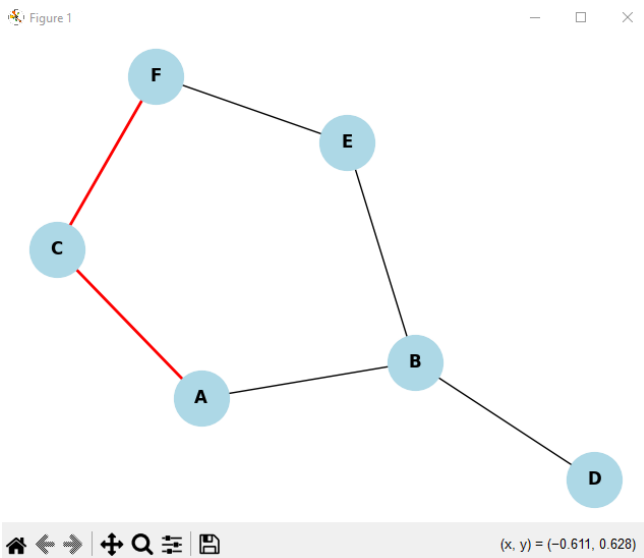 Figure 1
F
E
C
B
A
D
(x, y) = (−0.611, 0.628)